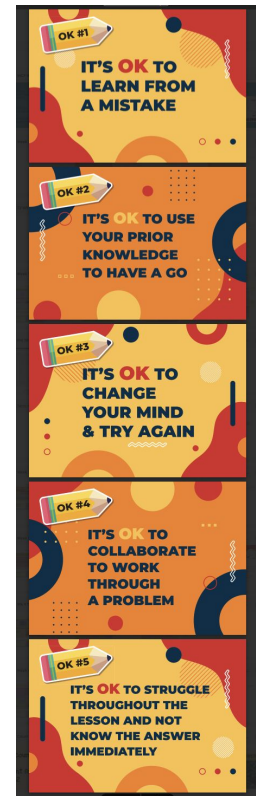 OK #1
IT'S OK TO
LEARN FROM
A MISTAKE
OK #2
IT'S OK TO USE
YOUR PRIOR
KNOWLEDGE
TO HAVE A GO
OK #3
IT'S OK TO
CHANGE
YOUR MIND
& TRY AGAIN
OK #4
IT'S OK TO
COLLABORATE
TO WORK
THROUGH
A PROBLEM
OK #5
IT'S OK TO STRUGGLE
THROUGHOUT THE
LESSON AND NOT
KNOW THE ANSWER
IMMEDIATELY